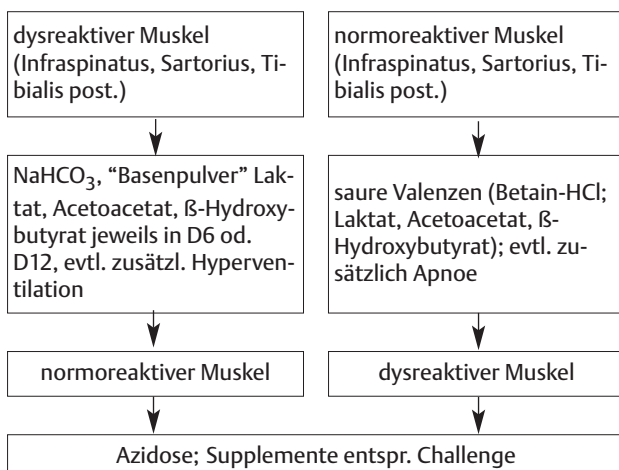 dysreaktiver Muskel
(Infraspinatus, Sartorius, Ti-
bialis post.)
normoreaktiver Muskel
(Infraspinatus, Sartorius, Ti-
bialis post.)
NaHCO₃, “Basenpulver” Lak-
tat, Acetoacetat, ß-Hydroxy-
butyrat jeweils in D6 od.
D12, evtl. zusätzl. Hyperven-
tilation
saure Valenzen (Betain-HCl;
Laktat, Acetoacetat, ß-
Hydroxybutyrat); evtl. zu-
sätzlich Apnoe
normoreaktiver Muskel
dysreaktiver Muskel
Azidose; Supplemente entspr. Challenge